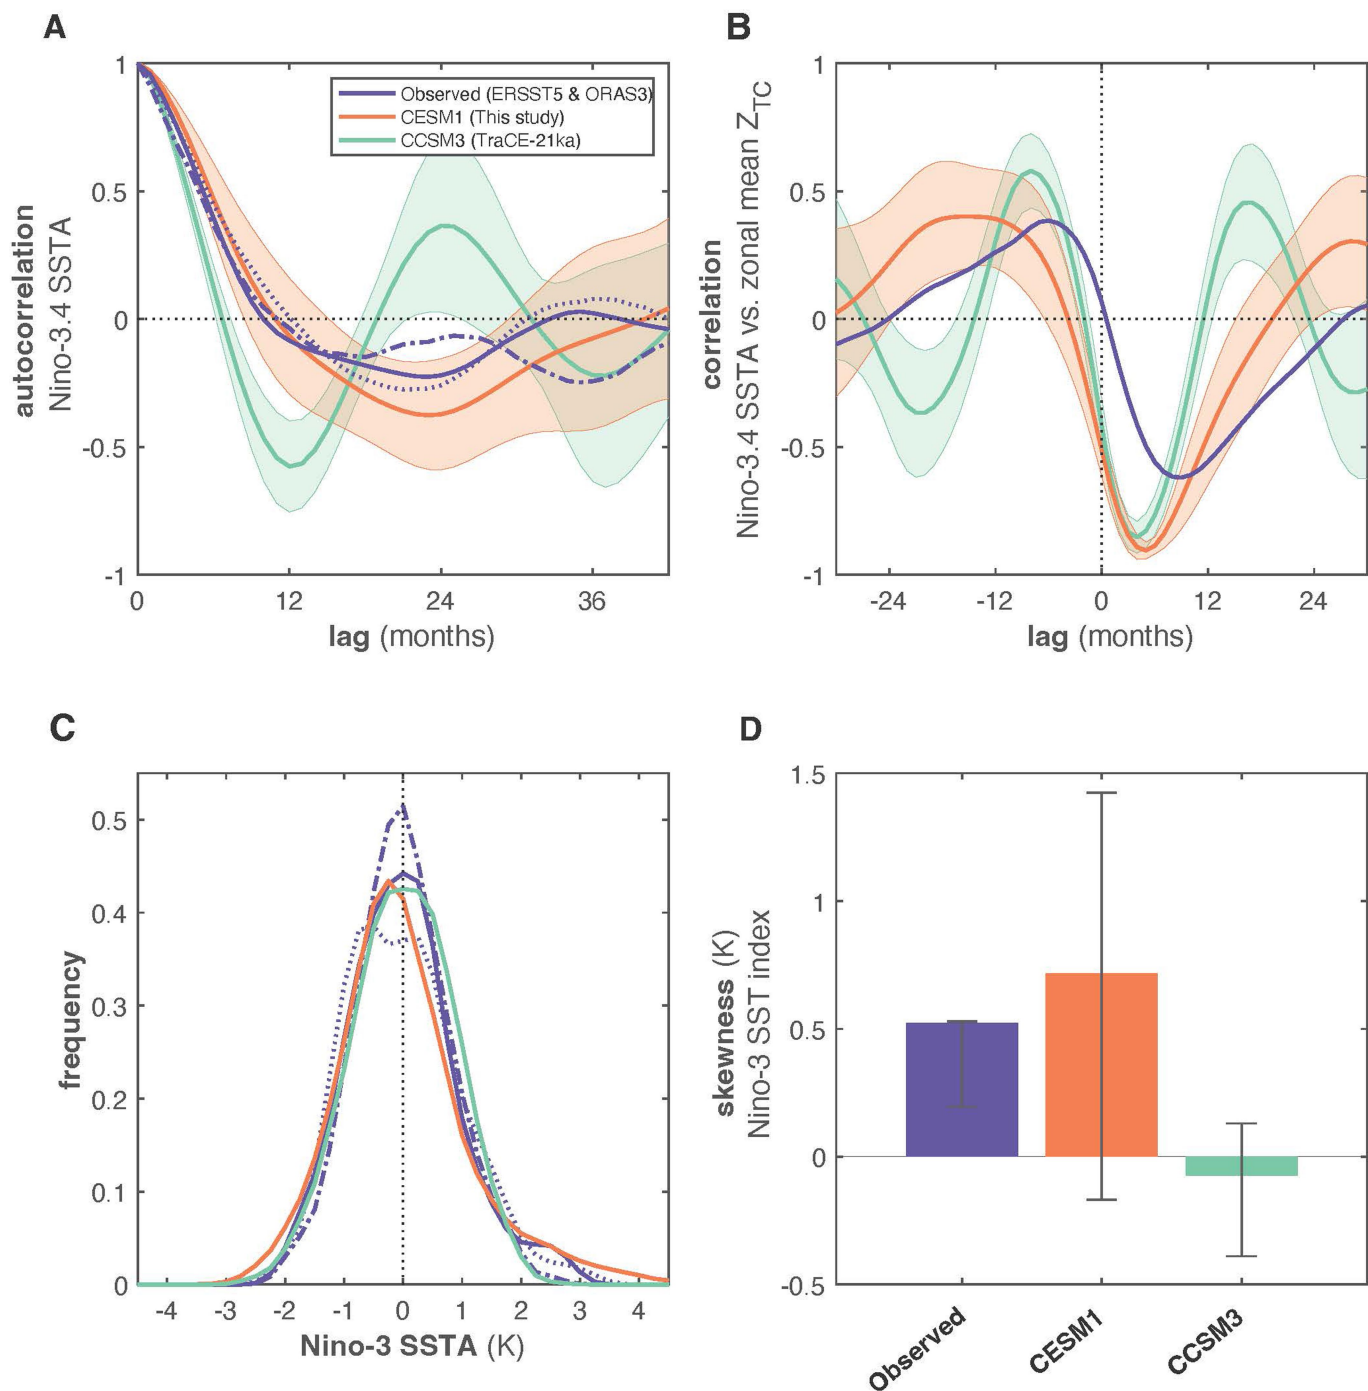 A
1
0.5
0
-0.5
-1
0
12
24
36
autocorrelation
Nino-3.4 SSTA
lag (months)
Observed (ERSST5 & ORAS3)
CESM1 (This study)
CCSM3 (TraCE-21ka)
B
1
0.5
0
-0.5
-1
-24
-12
0
12
24
correlation
Nino-3.4 SSTA vs. zonal mean ZTC
lag (months)
C
0.5
0.4
0.3
0.2
0.1
0
-4
-3
-2
-1
0
1
2
3
4
frequency
Nino-3 SSTA (K)
D
1.5
1
0.5
0
-0.5
skewness (K)
Nino-3 SST index
Observed
CESM1
CCSM3